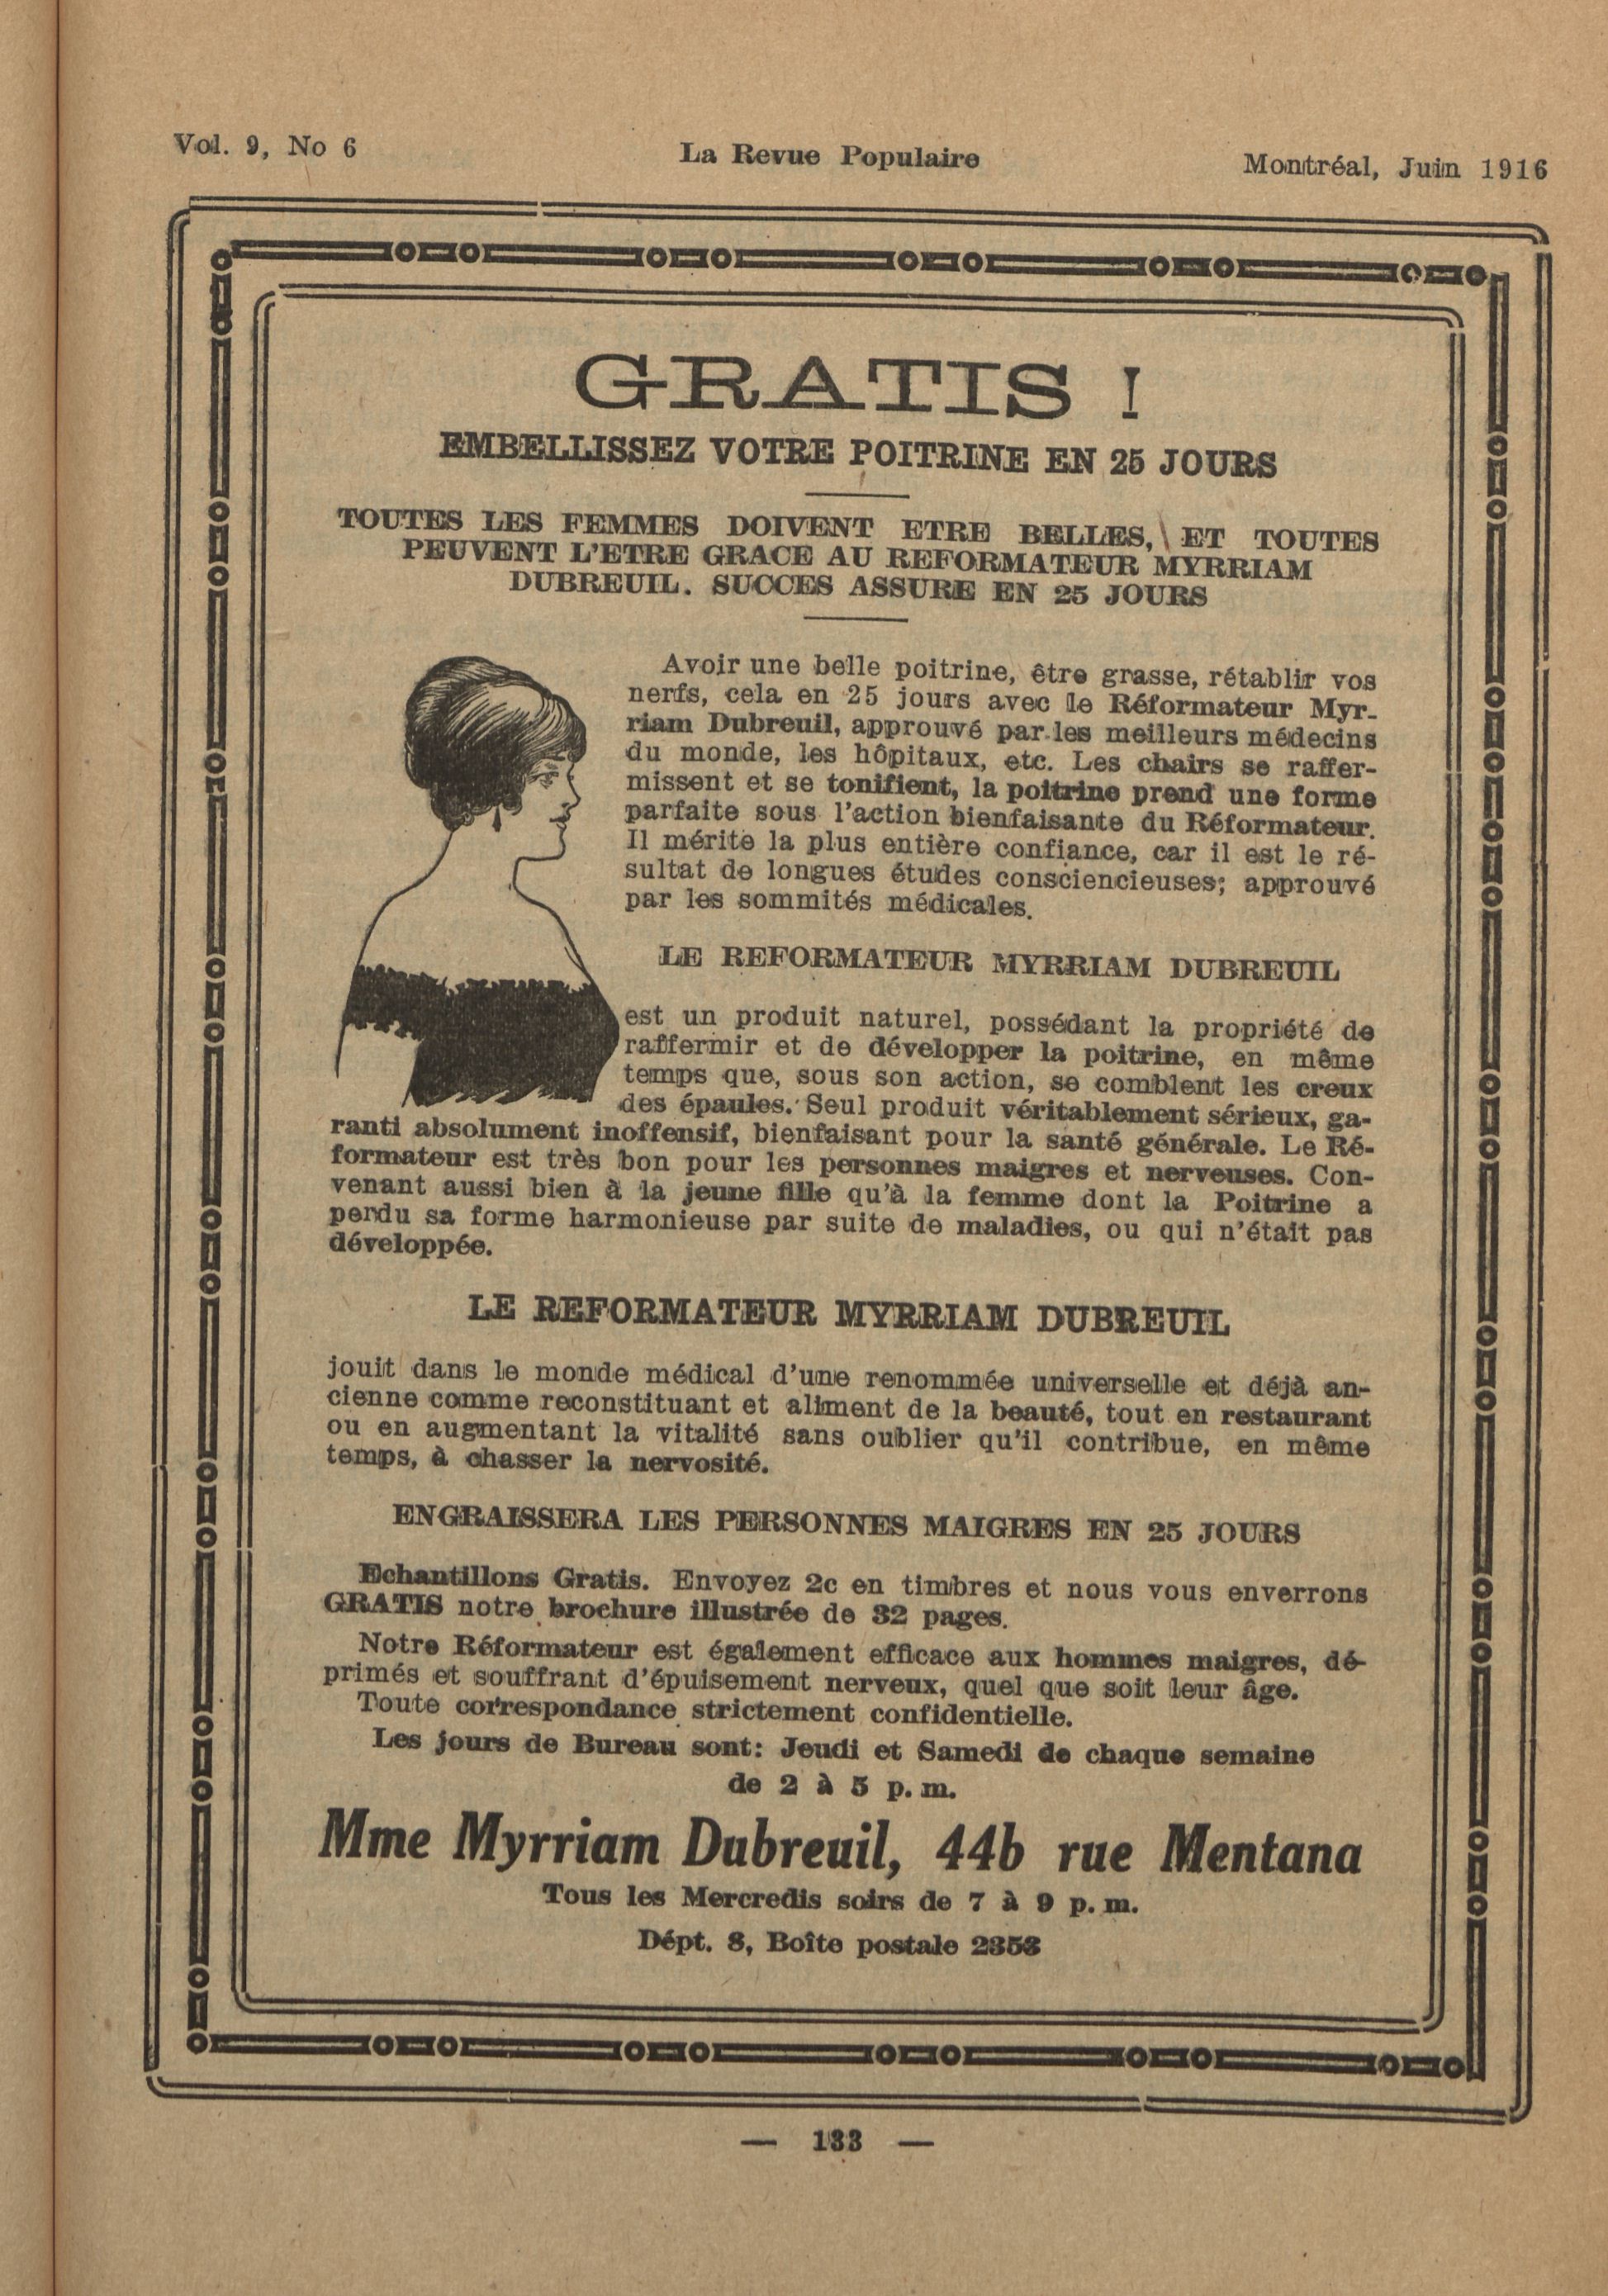 Vol. 9, No 6
La Revue Populaire
Montréal, Juin 1916
GRATIS !
EMBELLISSEZ VOTRE POITRINE EN 25 JOURS
TOUTES LES FEMMES DOIVENT ETRE BELLES, ET TOUTES
PEUVENT L'ETRE GRACE AU REFORMATEUR MYRRIAM
DUBREUIL. SUCCES ASSURE EN 25 JOURS
Avoir une belle poitrine, être grasse, rétablir vos
nerfs, cela en 25 jours avec le Réformateur Myr-
riam Dubreuil, approuvé par les meilleurs médecins
du monde, les hôpitaux, etc. Les chairs se raffer-
missent et se tonifient, la poitrine prend une forme
parfaite sous l'action bienfaisante du Réformateur.
Il mérite la plus entière confiance, car il est le ré-
sultat de longues études consciencieuses; approuvé
par les sommités médicales.
LE REFORMATEUR MYRRIAM DUBREUIL
est un produit naturel, possédant la propriété de
raffermir et de développer la poitrine, en même
temps que, sous son action, se comblent les creux
des épaules. Seul produit véritablement sérieux, ga-
ranti absolument inoffensif, bienfaisant pour la santé générale. Le Ré-
formateur est très bon pour les personnes maigres et nerveuses. Con-
venant aussi bien à la jeune fille qu'à la femme dont la Poitrine a
perdu sa forme harmonieuse par suite de maladies, ou qui n'était pas
développée.
LE REFORMATEUR MYRRIAM DUBREUIL
jouit dans le monde médical d'une renommée universelle et déjà an-
cienne comme reconstituant et aliment de la beauté, tout en restaurant
ou en augmentant la vitalité sans oublier qu'il contribue, en même
temps, à chasser la nervosité.
ENGRAISSERA LES PERSONNES MAIGRES EN 25 JOURS
Echantillons Gratis. Envoyez 2c en timbres et nous vous enverrons
GRATIS notre brochure illustrée de 32 pages.
Notre Réformateur est également efficace aux hommes maigres, dé-
primés et souffrant d'épuisement nerveux, quel que soit leur âge.
Toute correspondance strictement confidentielle.
Les jours de Bureau sont: Jeudi et Samedi de chaque semaine
de 2 à 5 p. m.
Mme Myrriam Dubreuil, 44b rue Mentana
Tous les Mercredis soirs de 7 à 9 p. m.
Dépt. 8, Boîte postale 2353
— 133 —